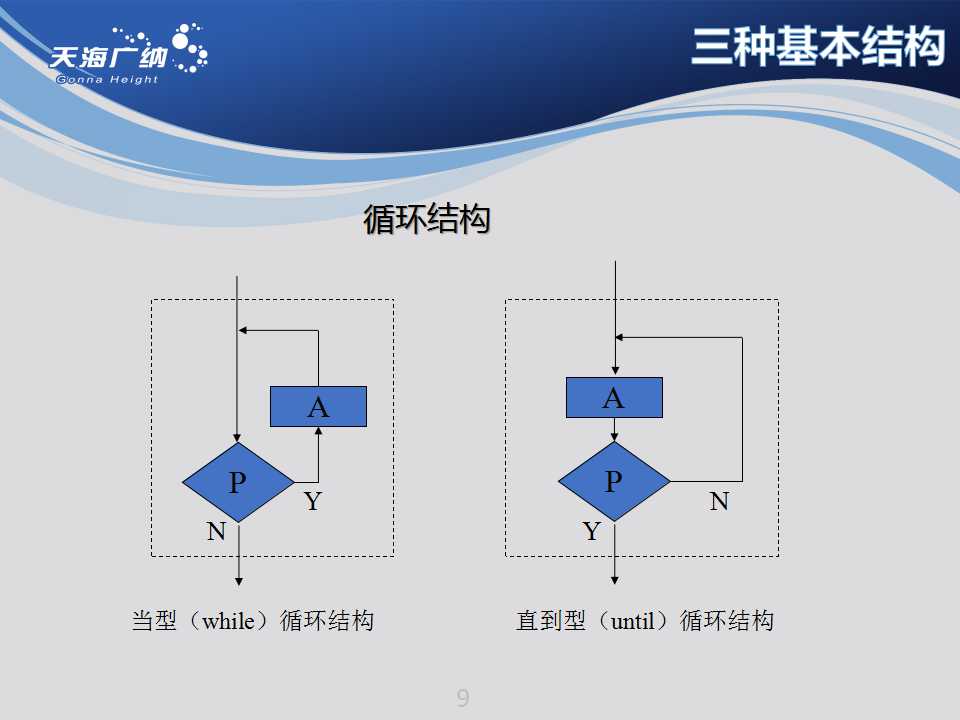 天海广纳
Gonna Height
三种基本结构
循环结构
A
P
Y
N
当型（while）循环结构
A
P
N
Y
直到型（until）循环结构
9